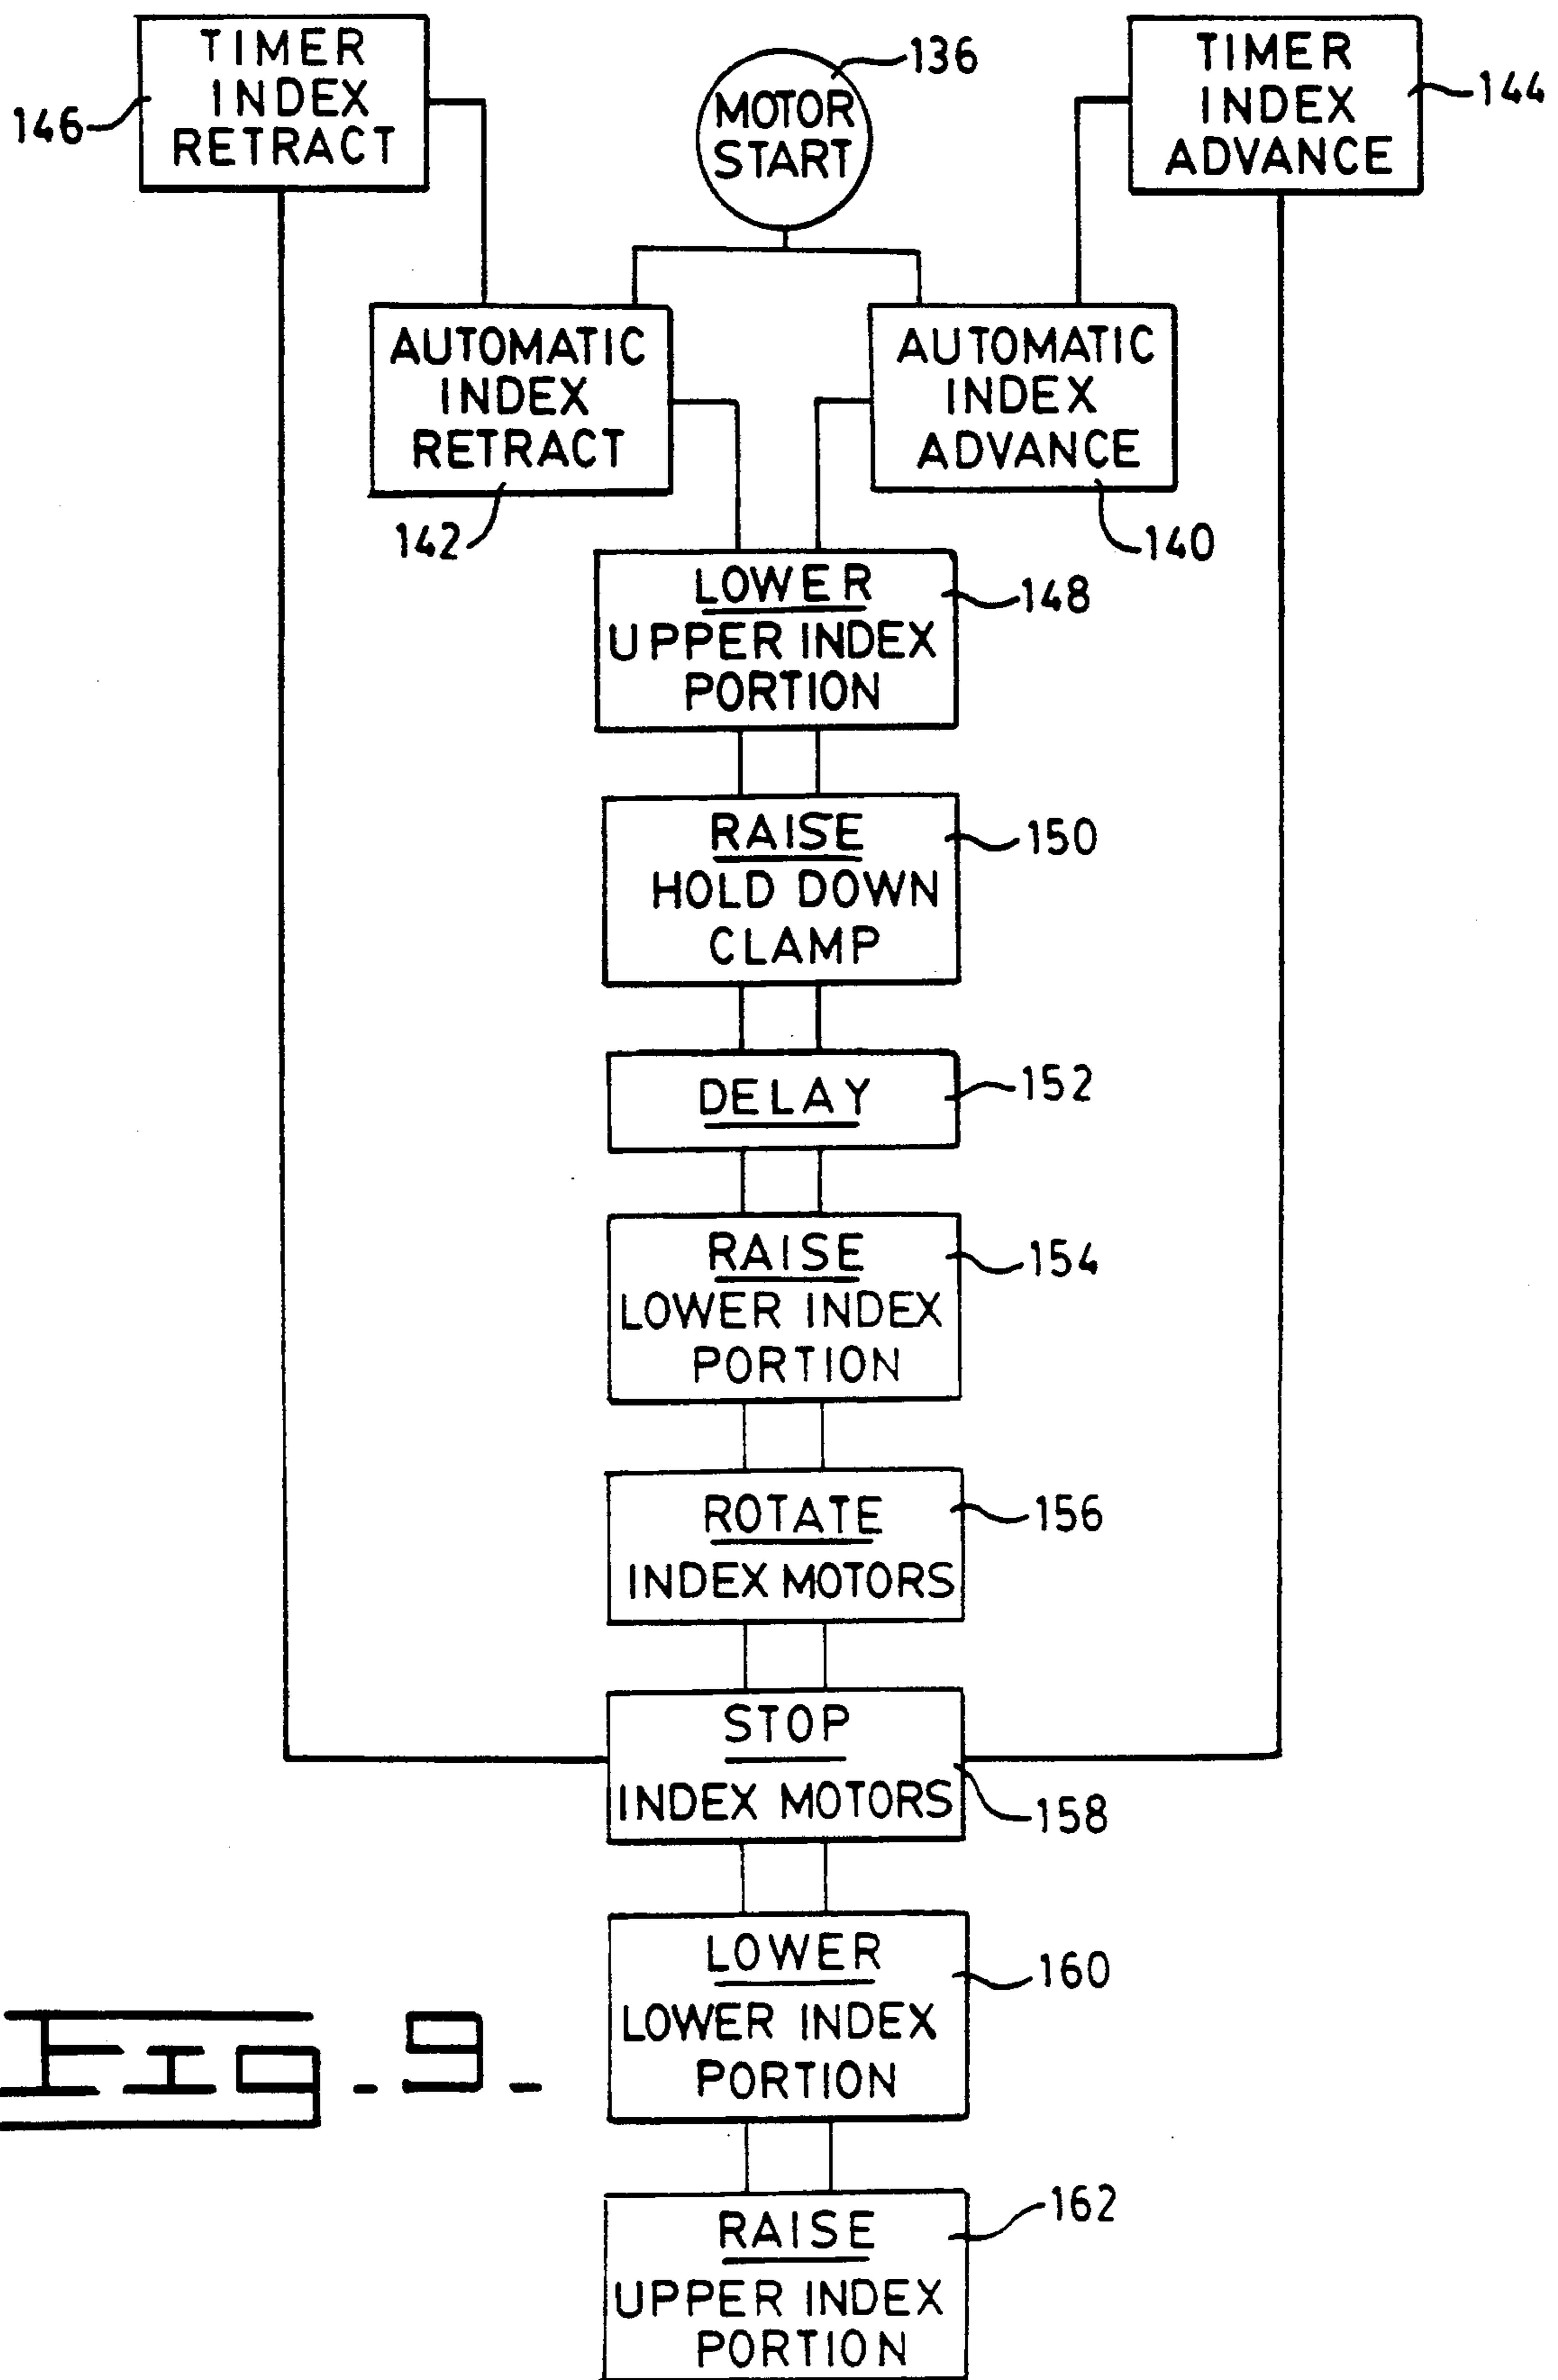 TIMER
INDEX
RETRACT
146
136
MOTOR
START
TIMER
INDEX
ADVANCE
144
AUTOMATIC
INDEX
RETRACT
142
AUTOMATIC
INDEX
ADVANCE
140
LOWER
UPPER INDEX
PORTION
148
RAISE
HOLD DOWN
CLAMP
150
DELAY
152
RAISE
LOWER INDEX
PORTION
154
ROTATE
INDEX MOTORS
156
STOP
INDEX MOTORS
158
LOWER
LOWER INDEX
PORTION
160
Fig. 9.
RAISE
UPPER INDEX
PORTION
162